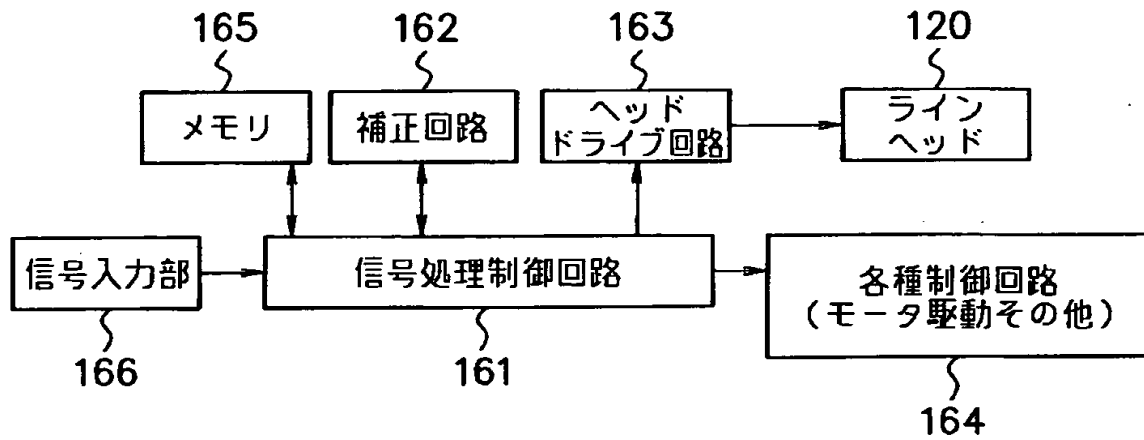 165
162
163
120
メモリ
補正回路
ヘッド
ドライブ回路
ライン
ヘッド
信号入力部
信号処理制御回路
各種制御回路
(モータ駆動その他)
166
161
164